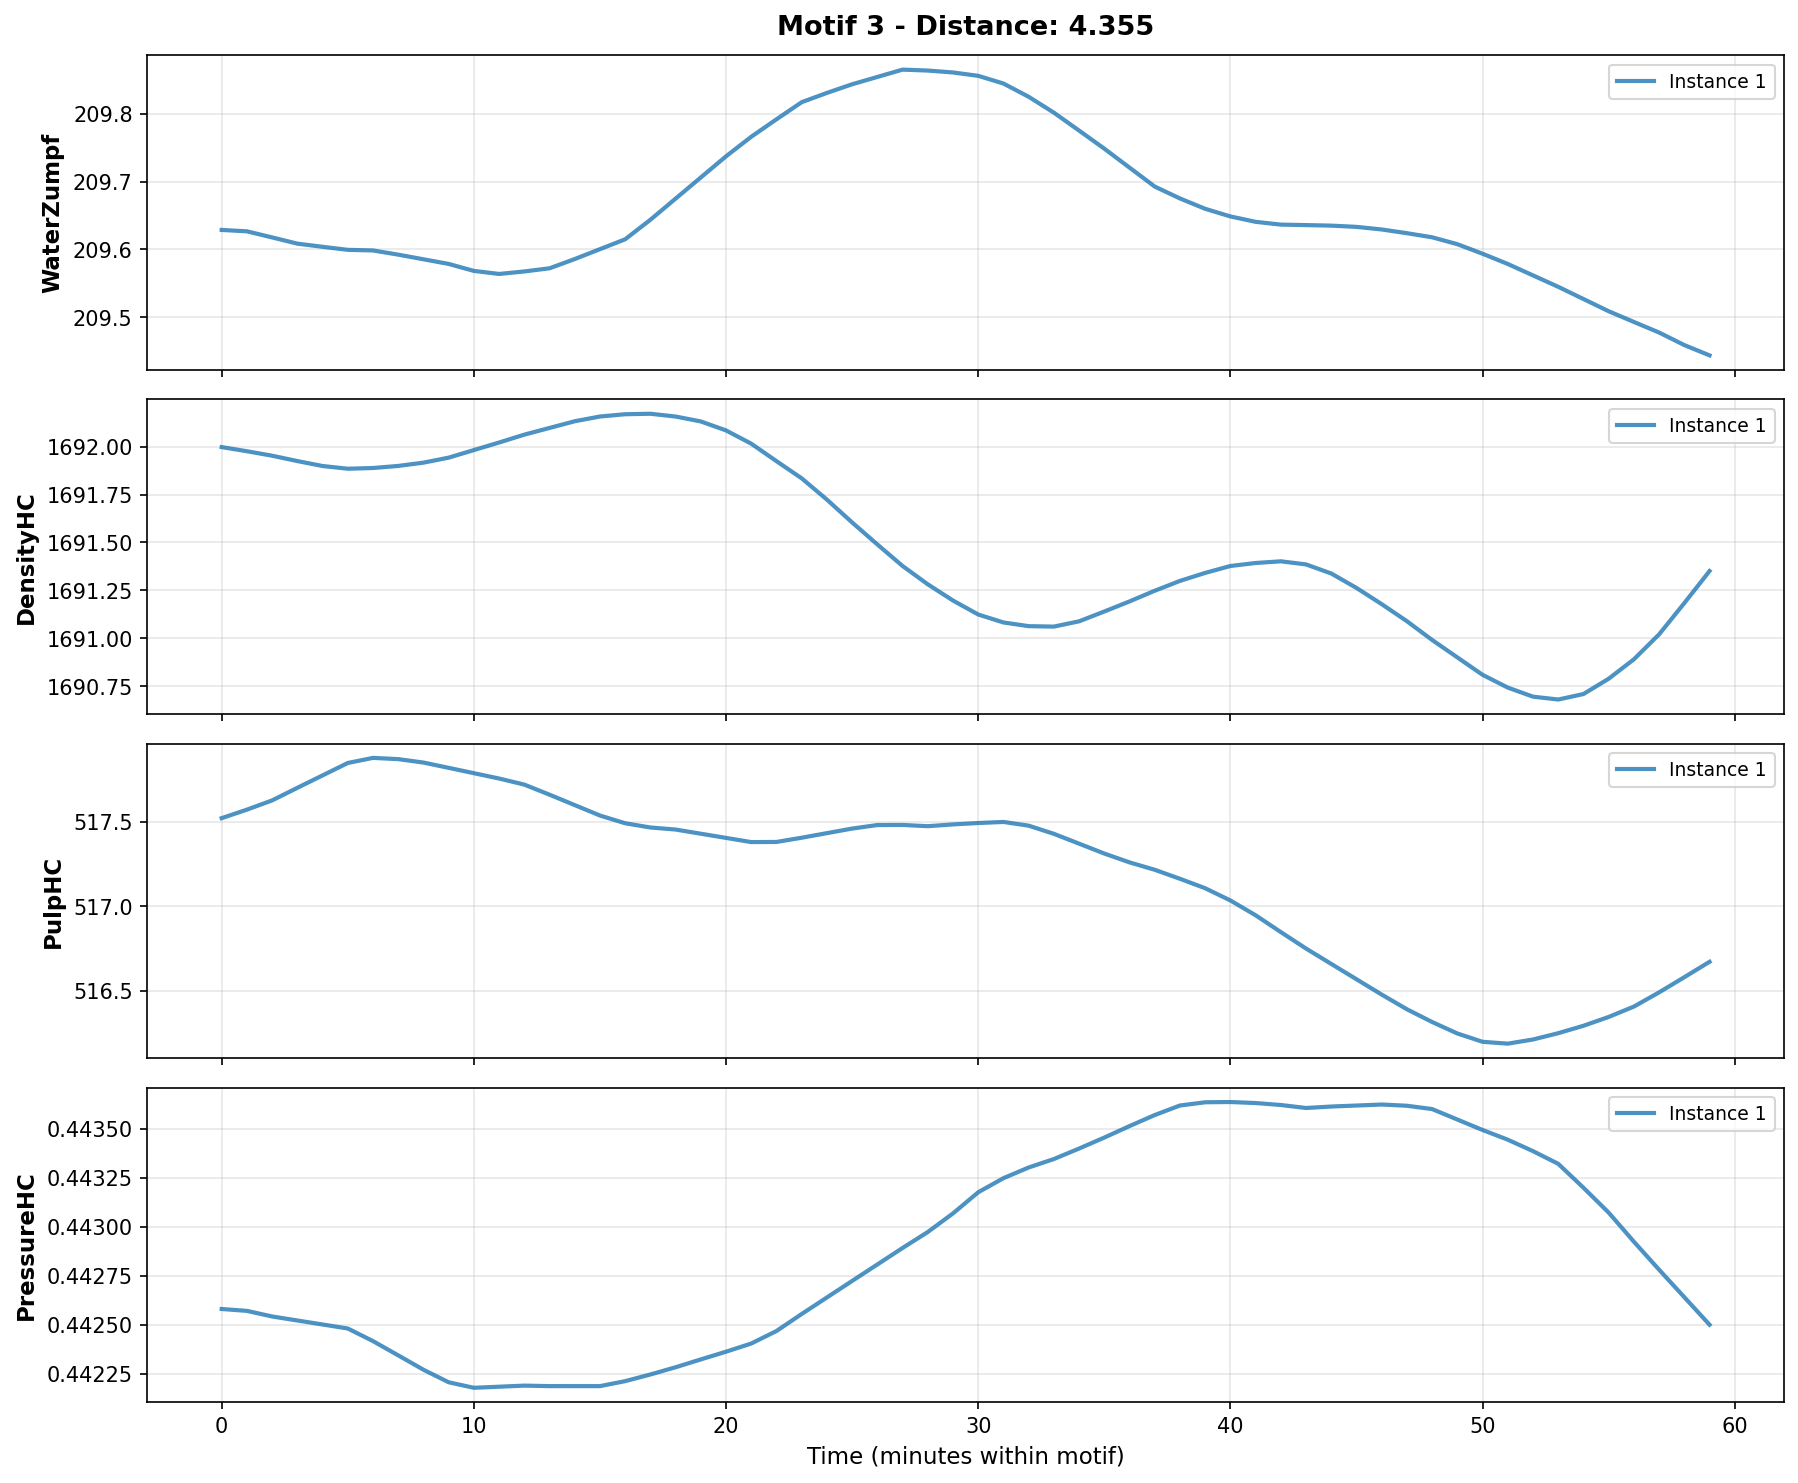 Motif 3 - Distance: 4.355
WaterZumpf
209.8
209.7
209.6
209.5
Instance 1
DensityHC
1692.00
1691.75
1691.50
1691.25
1691.00
1690.75
Instance 1
PulpHC
517.5
517.0
516.5
Instance 1
PressureHC
0.44350
0.44325
0.44300
0.44275
0.44250
0.44225
Instance 1
0 10 20 30 40 50 60
Time (minutes within motif)